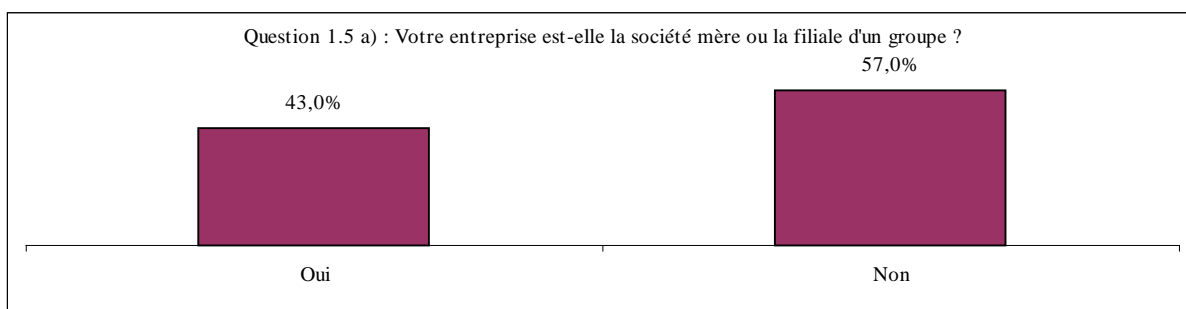 Question 1.5 a) : Votre entreprise est-elle la société mère ou la filiale d'un groupe ?
57,0%
43,0%
Oui
Non